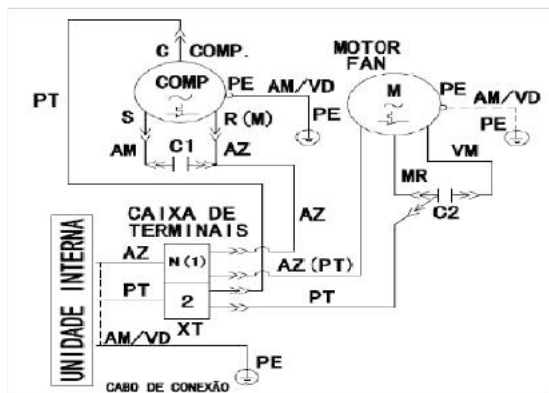 C COMP.
MOTOR
FAN
COMP
PE
AM/VD
PE
M
PE
AM/VD
PE
PT
S
R(M)
AM
C1
AZ
VM
MR
C2
CAIXA DE
TERMINAIS
AZ
AZ
N(1)
AZ(PT)
PT
2
PT
XT
AM/VD
PE
UNIDADE INTERNA
CABO DE CONEXÃO